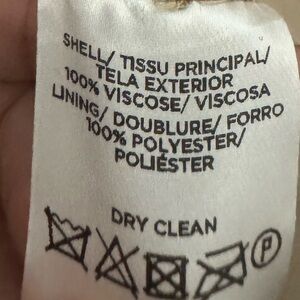 SHELL/ TISSU PRINCIPAL/
TELA EXTERIOR
100% VISCOSE/ VISCOSA
LINING/ DOUBLURE/ FORRO
100% POLYESTER/
POLIÉSTER
DRY CLEAN
P